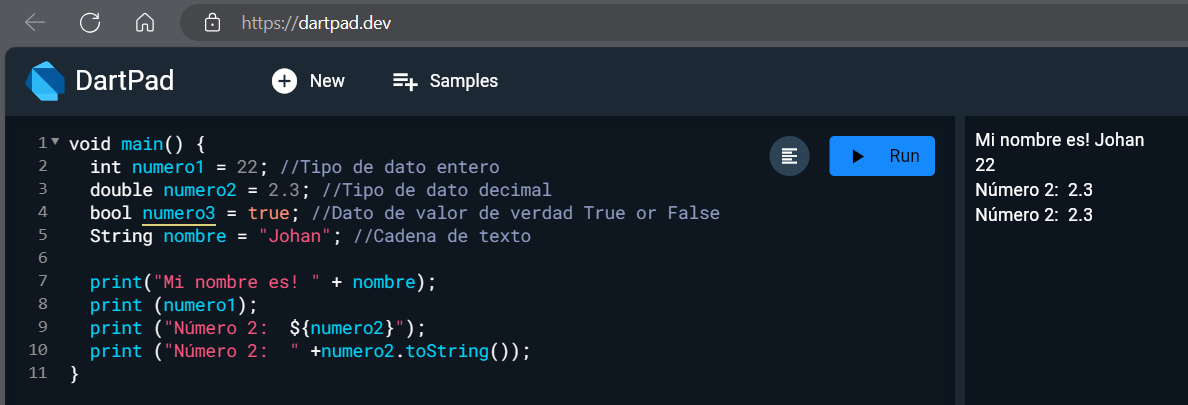 https://dartpad.dev
DartPad
New
Samples
Run
1 void main() {
2 int numero1 = 22; //Tipo de dato entero
3 double numero2 = 2.3; //Tipo de dato decimal
4 bool numero3 = true; //Dato de valor de verdad True or False
5 String nombre = "Johan"; //Cadena de texto
6
7 print("Mi nombre es! " + nombre);
8 print (numero1);
9 print ("Número 2:  ${numero2}");
10 print ("Número 2:  " +numero2.toString());
11 }
Mi nombre es! Johan
22
Número 2:  2.3
Número 2:  2.3